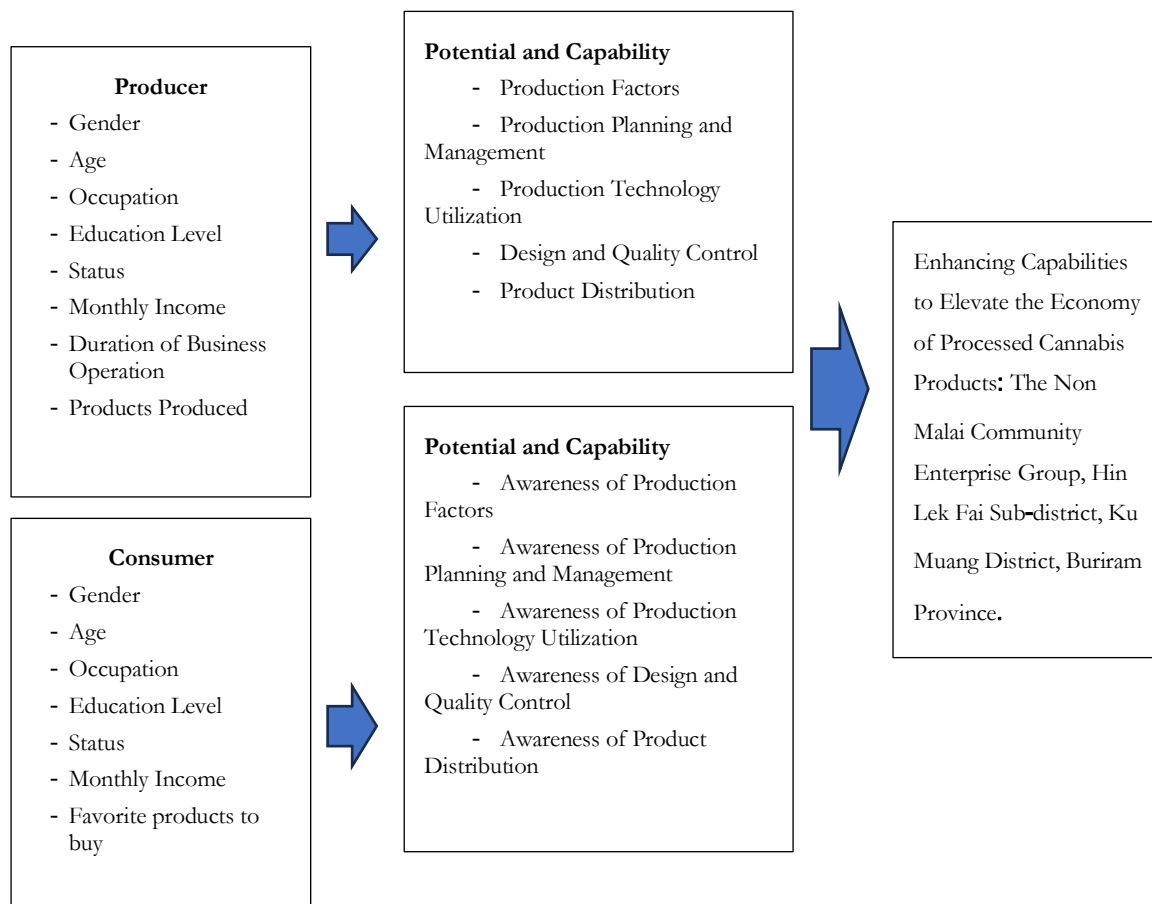 Producer
- Gender
- Age
- Occupation
- Education Level
- Status
- Monthly Income
- Duration of Business
Operation
- Products Produced
Potential and Capability
- Production Factors
- Production Planning and
Management
- Production Technology
Utilization
- Design and Quality Control
- Product Distribution
Consumer
- Gender
- Age
- Occupation
- Education Level
- Status
- Monthly Income
- Favorite products to
buy
Potential and Capability
- Awareness of Production
Factors
- Awareness of Production
Planning and Management
- Awareness of Production
Technology Utilization
- Awareness of Design and
Quality Control
- Awareness of Product
Distribution
Enhancing Capabilities
to Elevate the Economy
of Processed Cannabis
Products: The Non
Malai Community
Enterprise Group, Hin
Lek Fai Sub-district, Ku
Muang District, Buriram
Province.